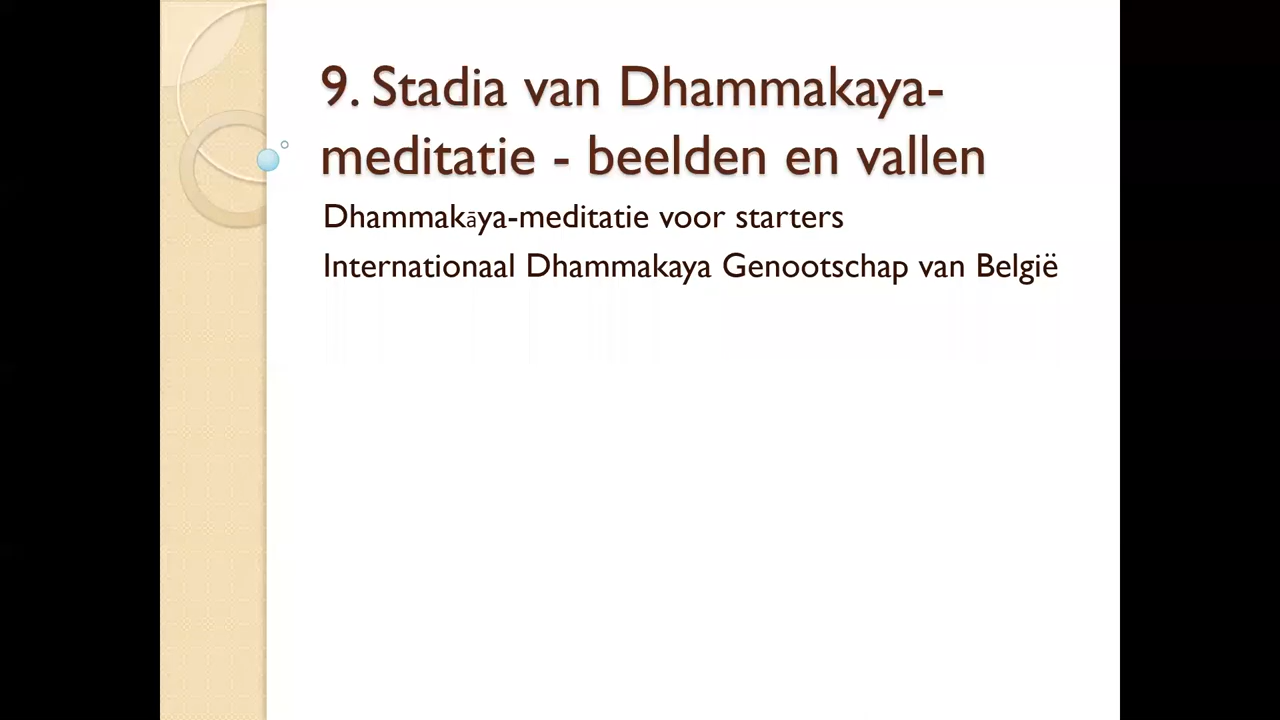 9. Stadia van Dhammakaya-
meditatie - beelden en vallen
Dhammakāya-meditatie voor starters
Internationaal Dhammakaya Genootschap van België